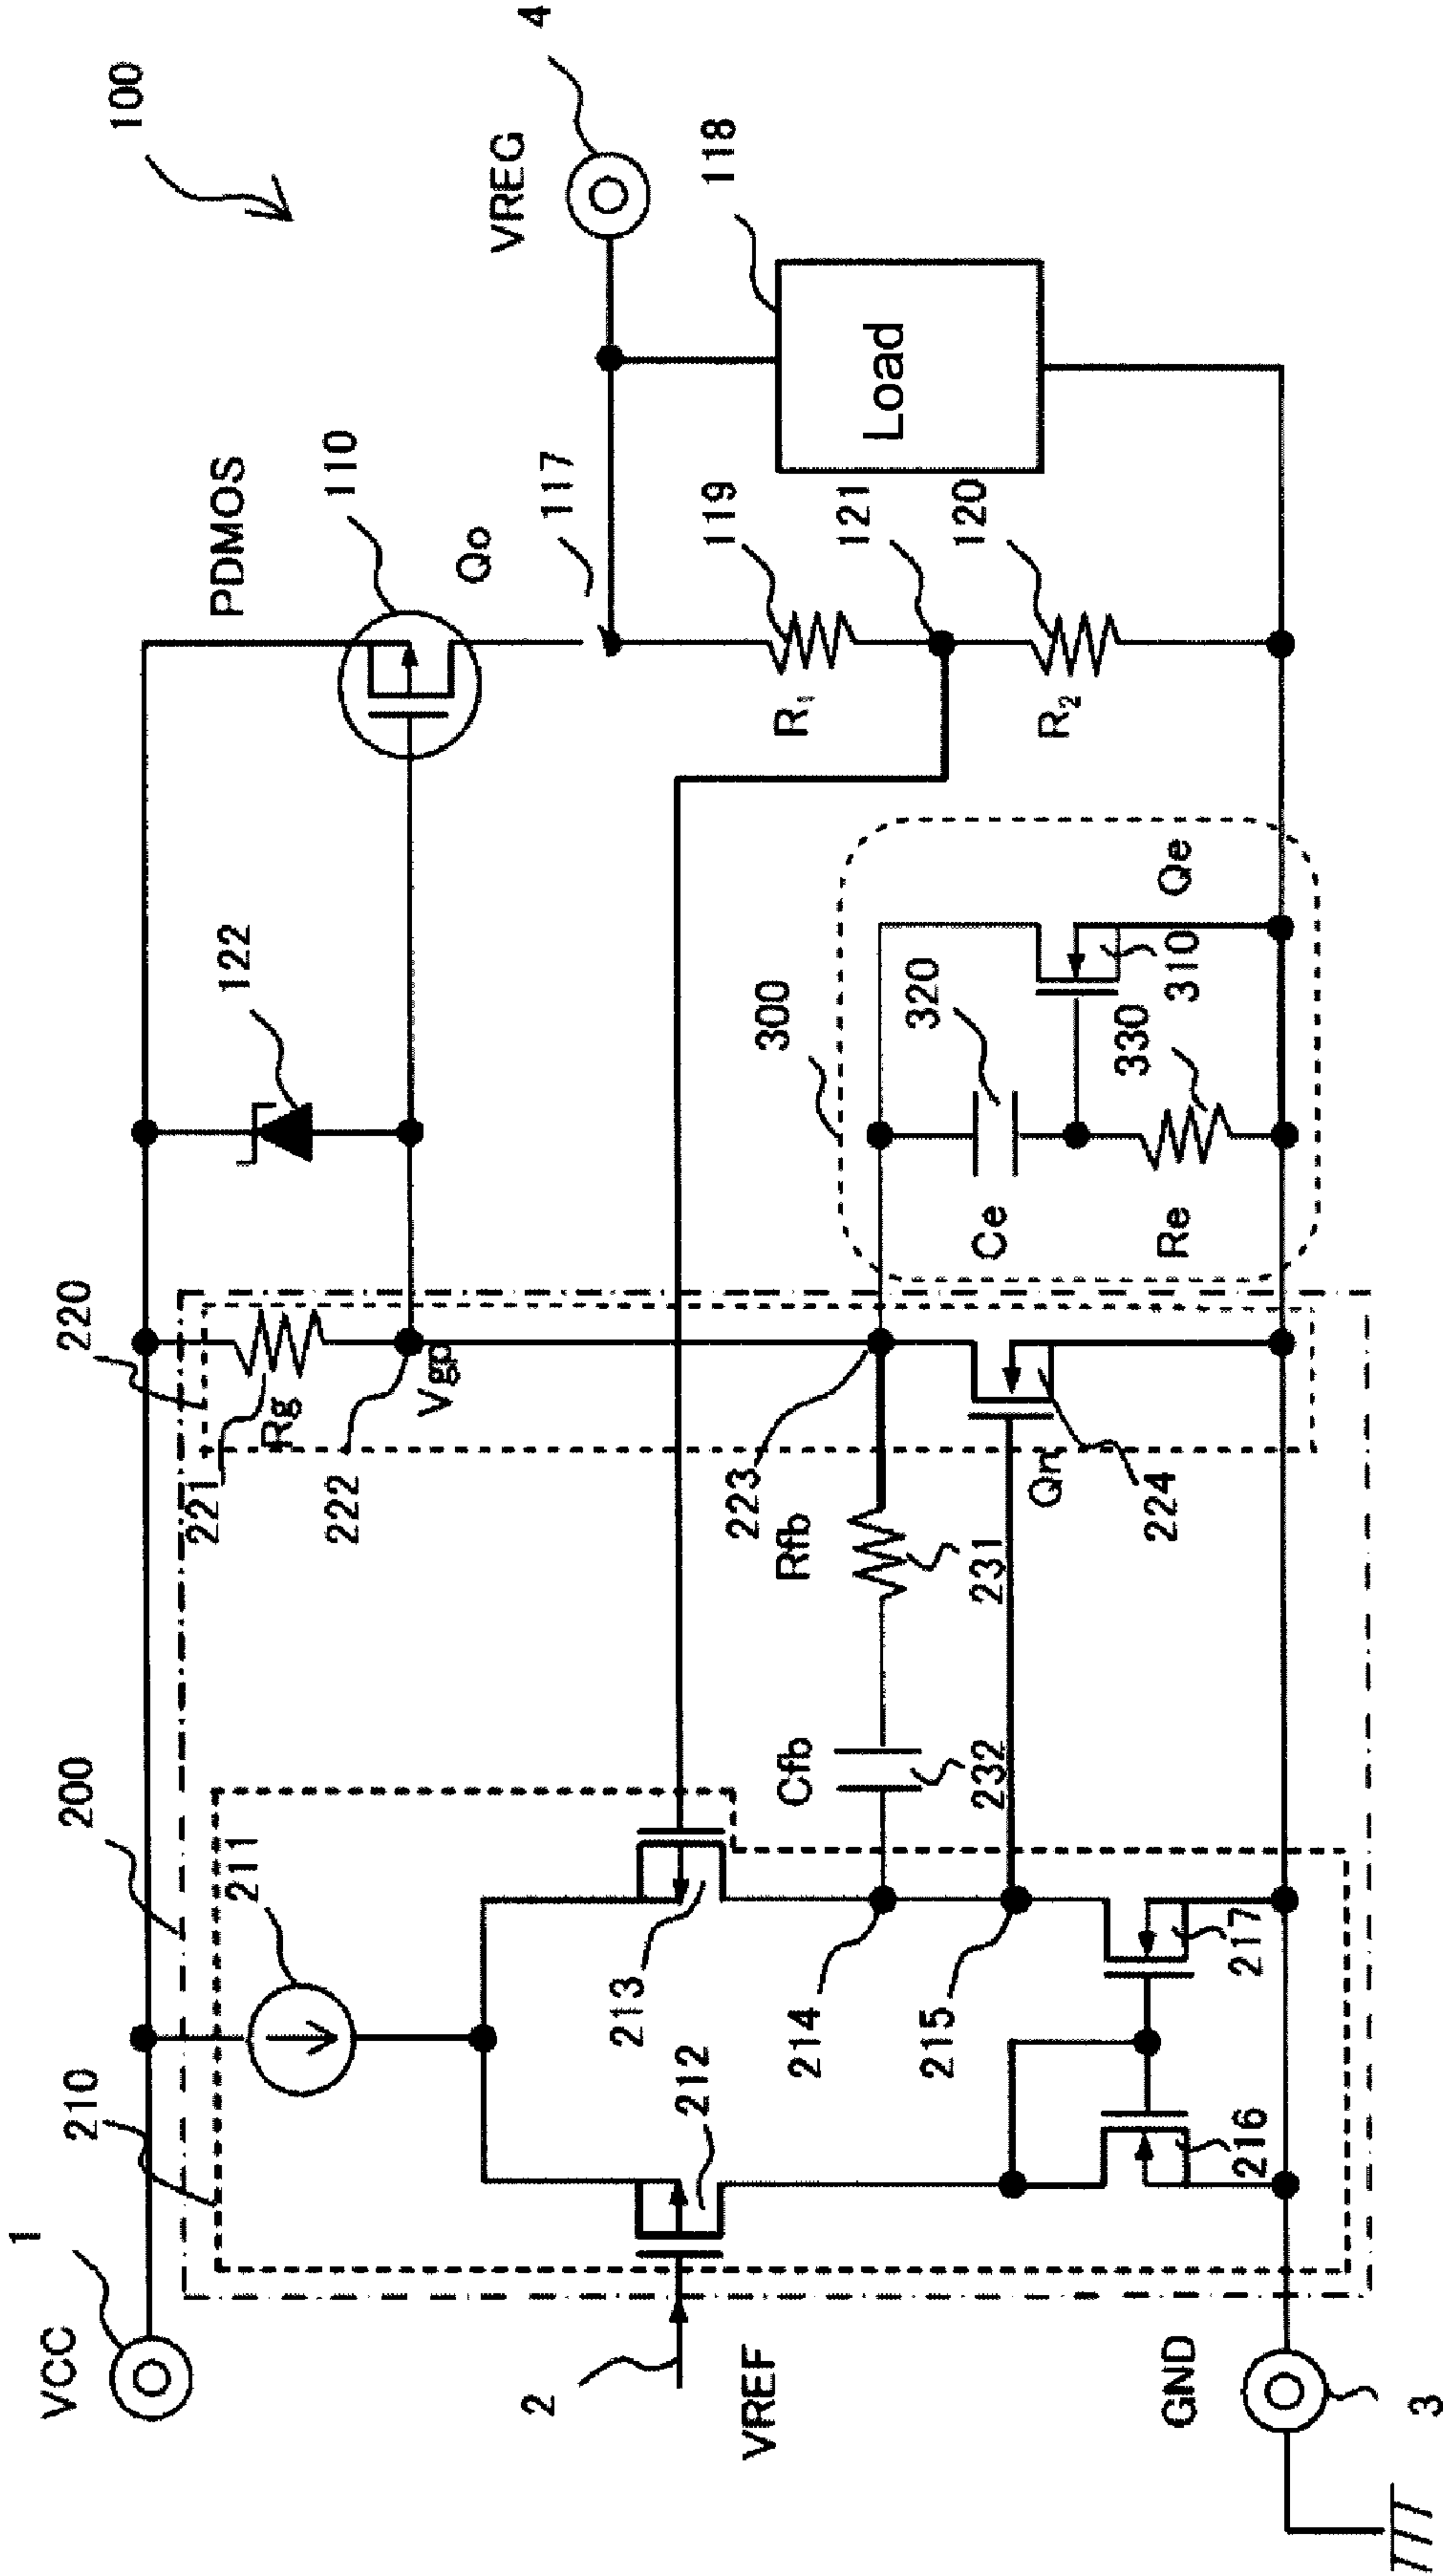 100
VCC
1
VREG
4
PDMOS
110
Qo
117
200
220
122
210
211
221
Rg
222
Vgp
R1
119
118
Load
2
VREF
212
213
Cfb
232
Rfb
231
223
121
214
215
Qn
224
300
Ce
320
R2
120
216
217
Re
330
310
Qe
GND
3